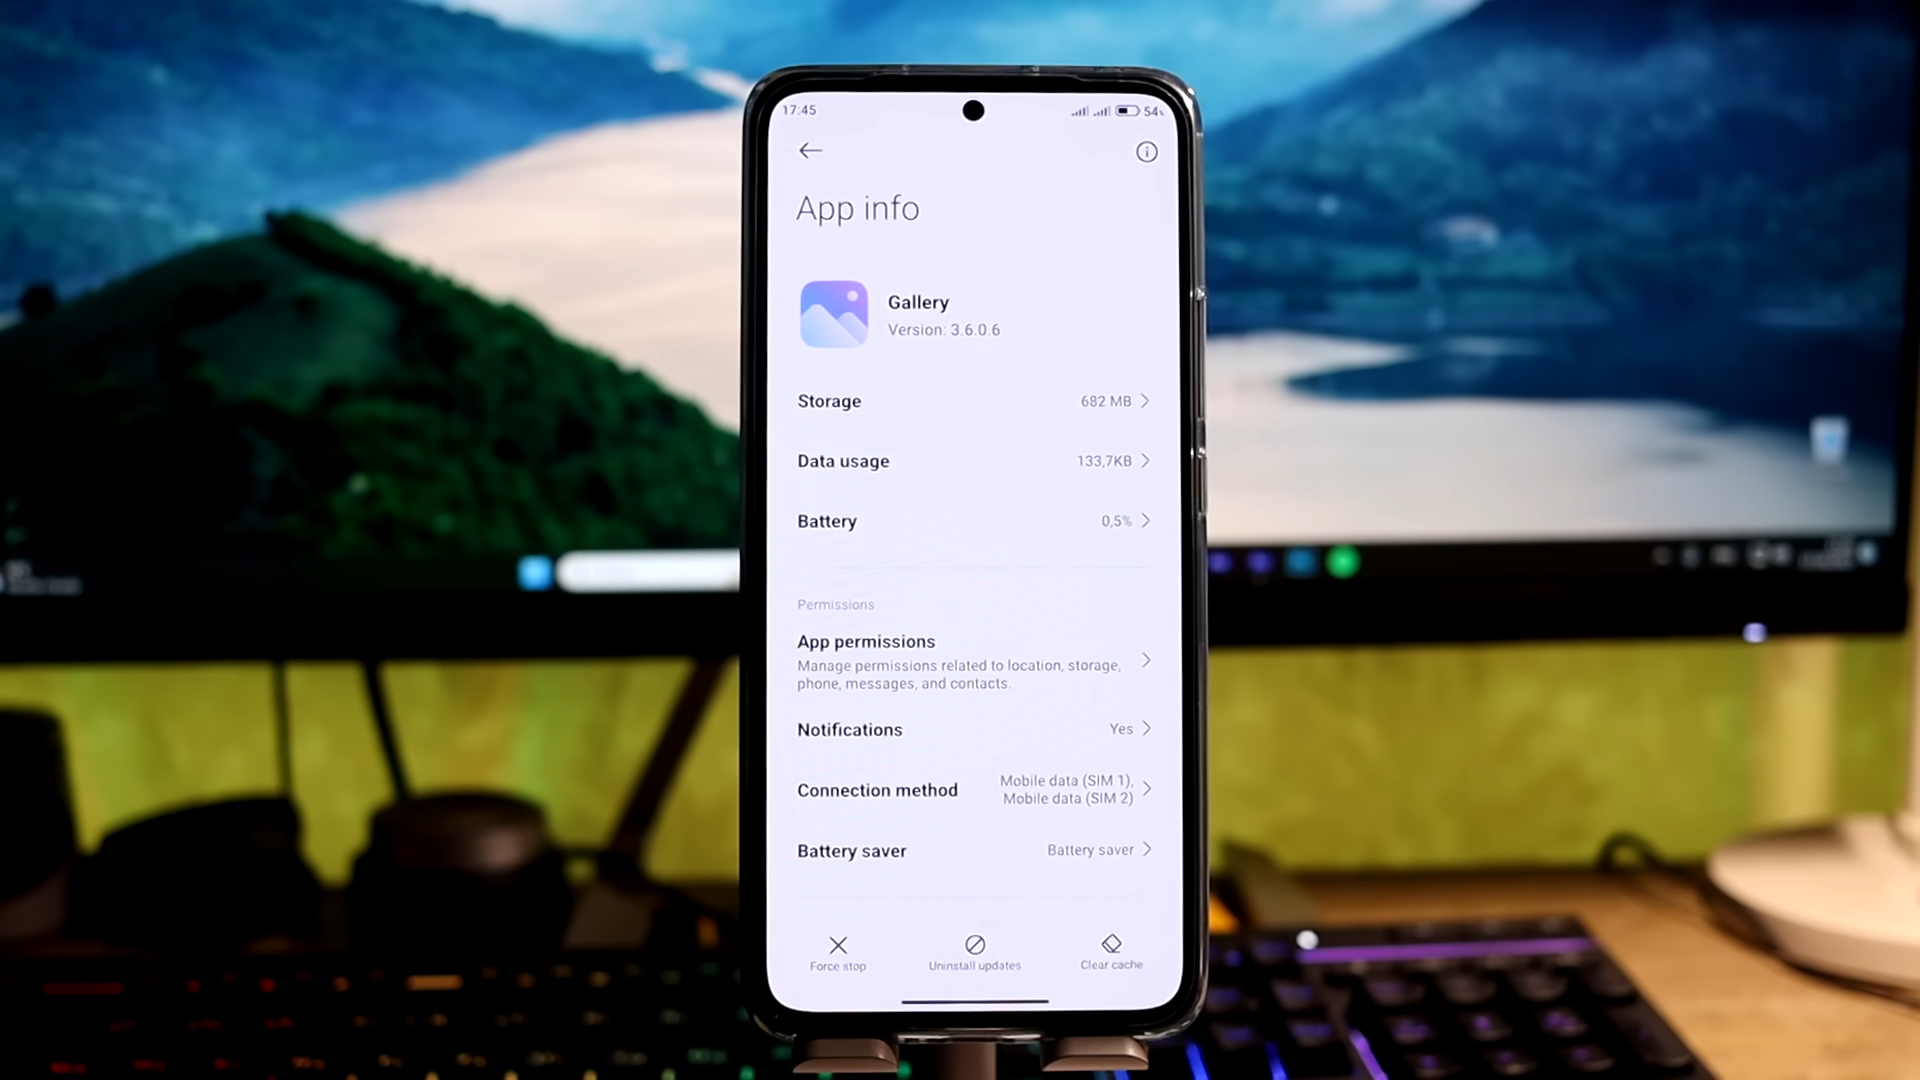 17:45
54%
App info
Gallery
Version: 3.6.0.6
Storage
682 MB
Data usage
133,7KB
Battery
0,5%
Permissions
App permissions
Manage permissions related to location, storage,
phone, messages, and contacts.
Notifications
Yes
Connection method
Mobile data (SIM 1),
Mobile data (SIM 2)
Battery saver
Battery saver
Force stop
Uninstall updates
Clear cache